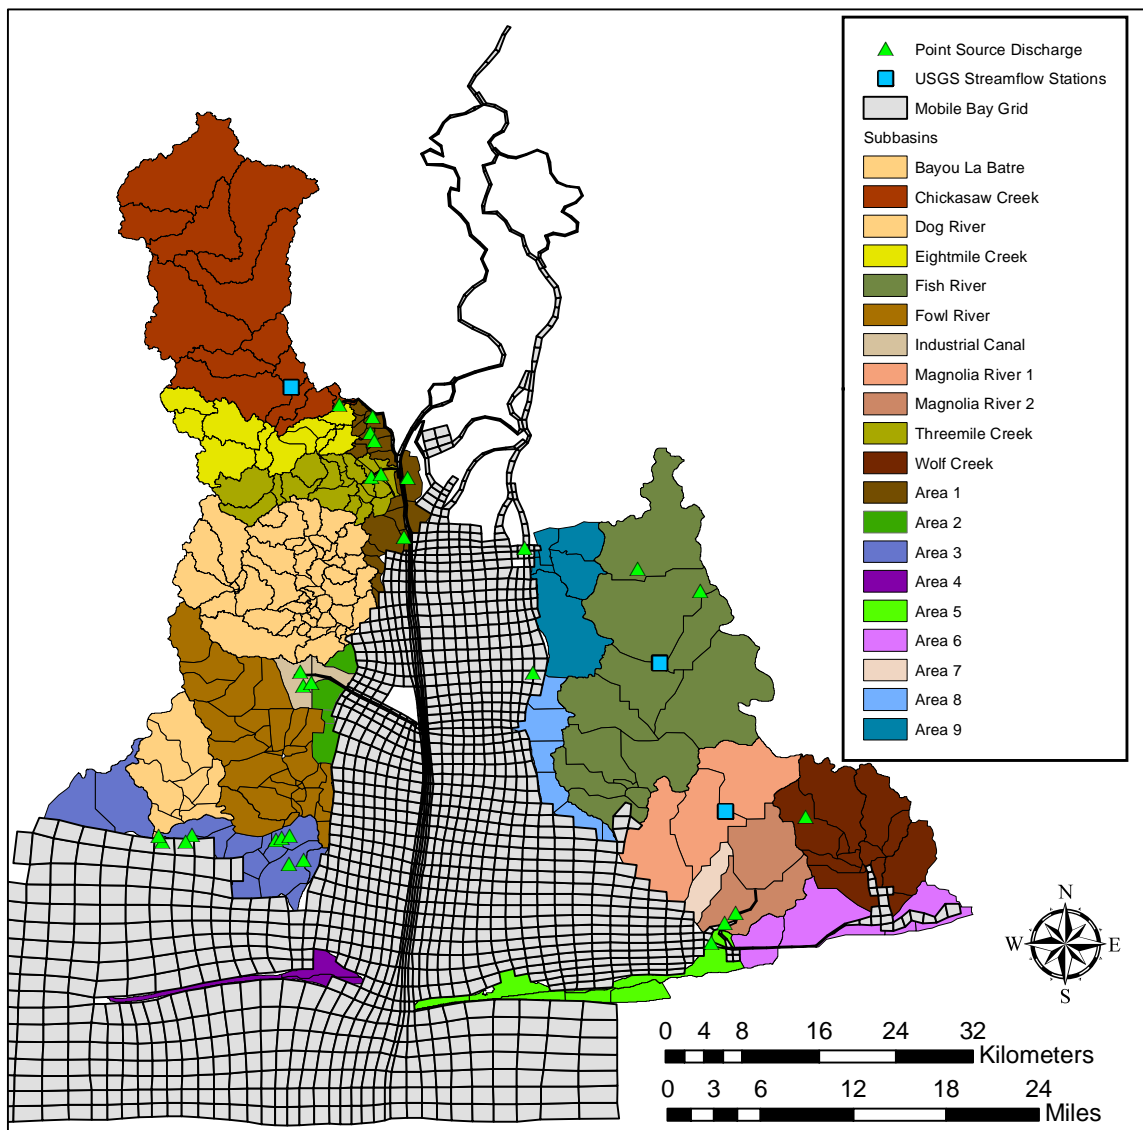 Point Source Discharge
USGS Streamflow Stations
Mobile Bay Grid
Subbasins
Bayou La Batre
Chickasaw Creek
Dog River
Eightmile Creek
Fish River
Fowl River
Industrial Canal
Magnolia River 1
Magnolia River 2
Threemile Creek
Wolf Creek
Area 1
Area 2
Area 3
Area 4
Area 5
Area 6
Area 7
Area 8
Area 9
N
W E
S
0 4 8 16 24 32
Kilometers
0 3 6 12 18 24
Miles